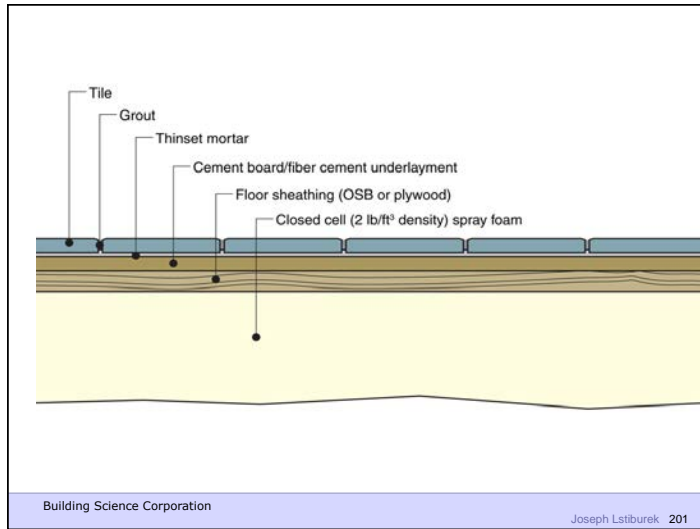 Tile
Grout
Thinset mortar
Cement board/fiber cement underlayment
Floor sheathing (OSB or plywood)
Closed cell (2 lb/ft³ density) spray foam
Building Science Corporation
Joseph Lstiburek 201